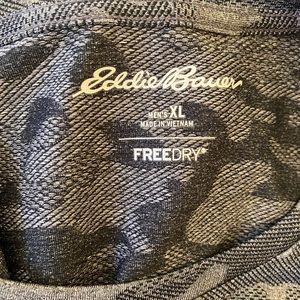 Eddie Bauer
MEN'S XL
MADE IN VIETNAM
FREEDRY®